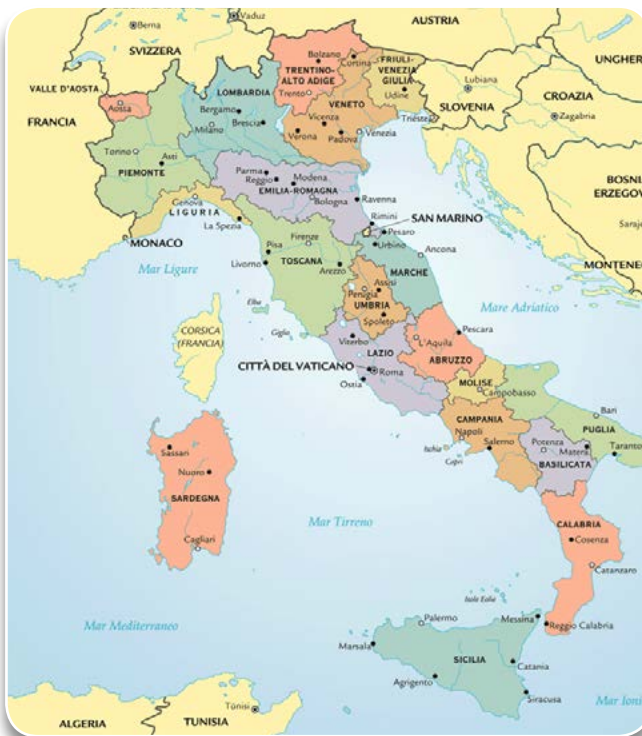 Berna
Vaduz
AUSTRIA
SVIZZERA
UNGHER
VALLE D'AOSTA
FRANCIA
Bolzano
TRENTINO-
ALTO ADIGE
Trento
Cortina
FRIULI-
VENEZIA
GIULIA
Udine
Lubiana
SLOVENIA
CROAZIA
Zagabria
Aosta
LOMBARDIA
Bergamo
Milano
Brescia
VENETO
Vicenza
Verona
Padova
Venezia
Trieste
Torino
Asti
PIEMONTE
Parma
Reggio
Modena
EMILIA-ROMAGNA
Bologna
Ravenna
BOSNI
ERZEGOV
Genova
LIGURIA
La Spezia
MONACO
Rimini
SAN MARINO
Pesaro
Urbino
Ancona
MARCHE
MONTENEG
Mar Ligure
Pisa
Firenze
Livorno
TOSCANA
Arezzo
Assisi
Perugia
UMBRIA
Spoleto
Mare Adriatico
Elba
Giglio
CORSICA
(FRANCIA)
Viterbo
LAZIO
L'Aquila
Pescara
ABRUZZO
CITTÀ DEL VATICANO
Roma
Ostia
MOLISE
Campobasso
CAMPANIA
Napoli
Salerno
Ischia
Capri
Bari
PUGLIA
Potenza
Matera
Taranto
BASILICATA
Sassari
Nuoro
SARDEGNA
Cagliari
Mar Tirreno
CALABRIA
Cosenza
Catanzaro
Isole Eolie
Mar Mediterraneo
Palermo
Messina
Reggio Calabria
Marsala
SICILIA
Catania
Agrigento
Siracusa
Mar Ioni
Tūnisi
ALGERIA
TUNISIA